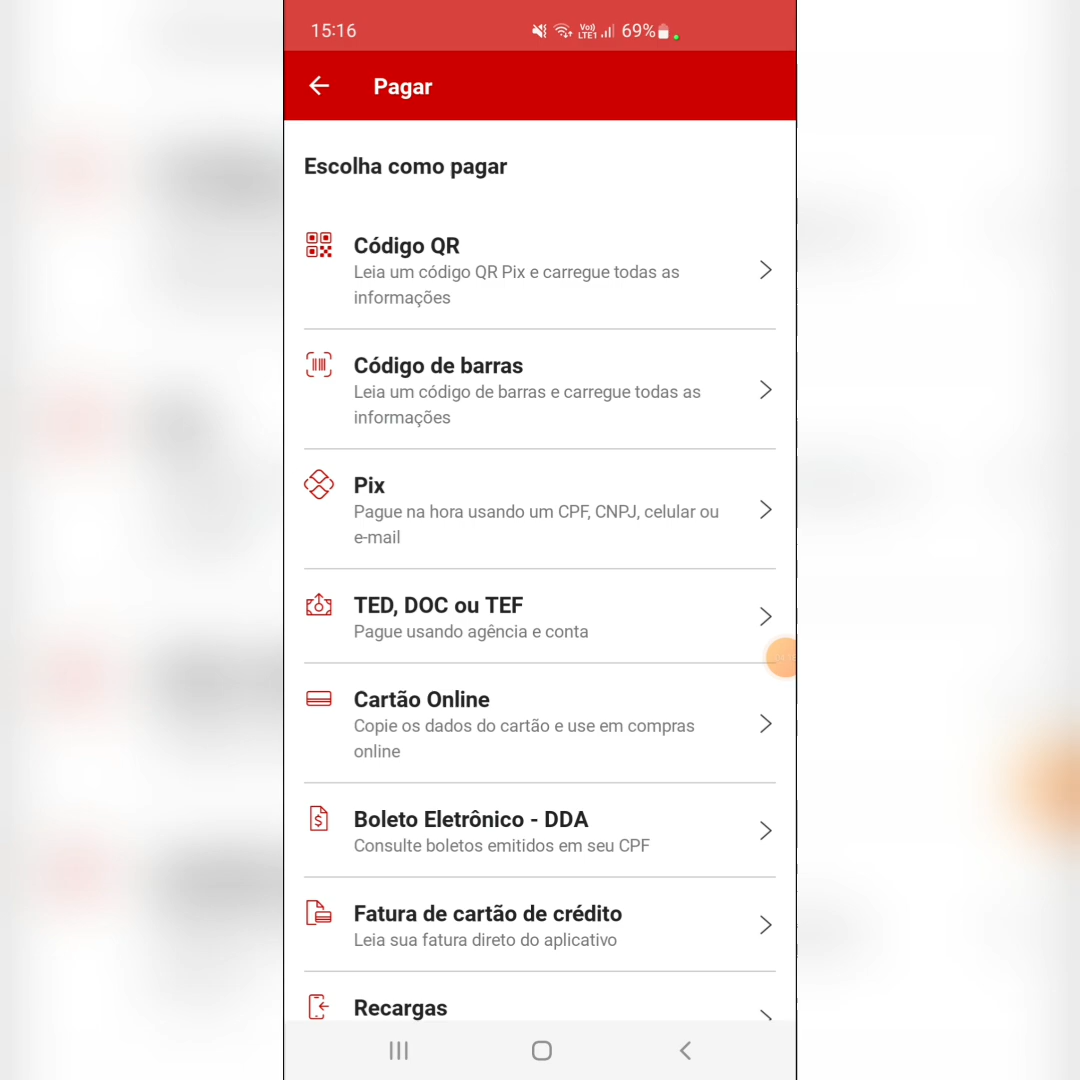 15:16
Vo)) LTE1 69%
Pagar
Escolha como pagar
Código QR
Leia um código QR Pix e carregue todas as
informações
Código de barras
Leia um código de barras e carregue todas as
informações
Pix
Pague na hora usando um CPF, CNPJ, celular ou
e-mail
TED, DOC ou TEF
Pague usando agência e conta
Cartão Online
Copie os dados do cartão e use em compras
online
Boleto Eletrônico - DDA
Consulte boletos emitidos em seu CPF
Fatura de cartão de crédito
Leia sua fatura direto do aplicativo
Recargas